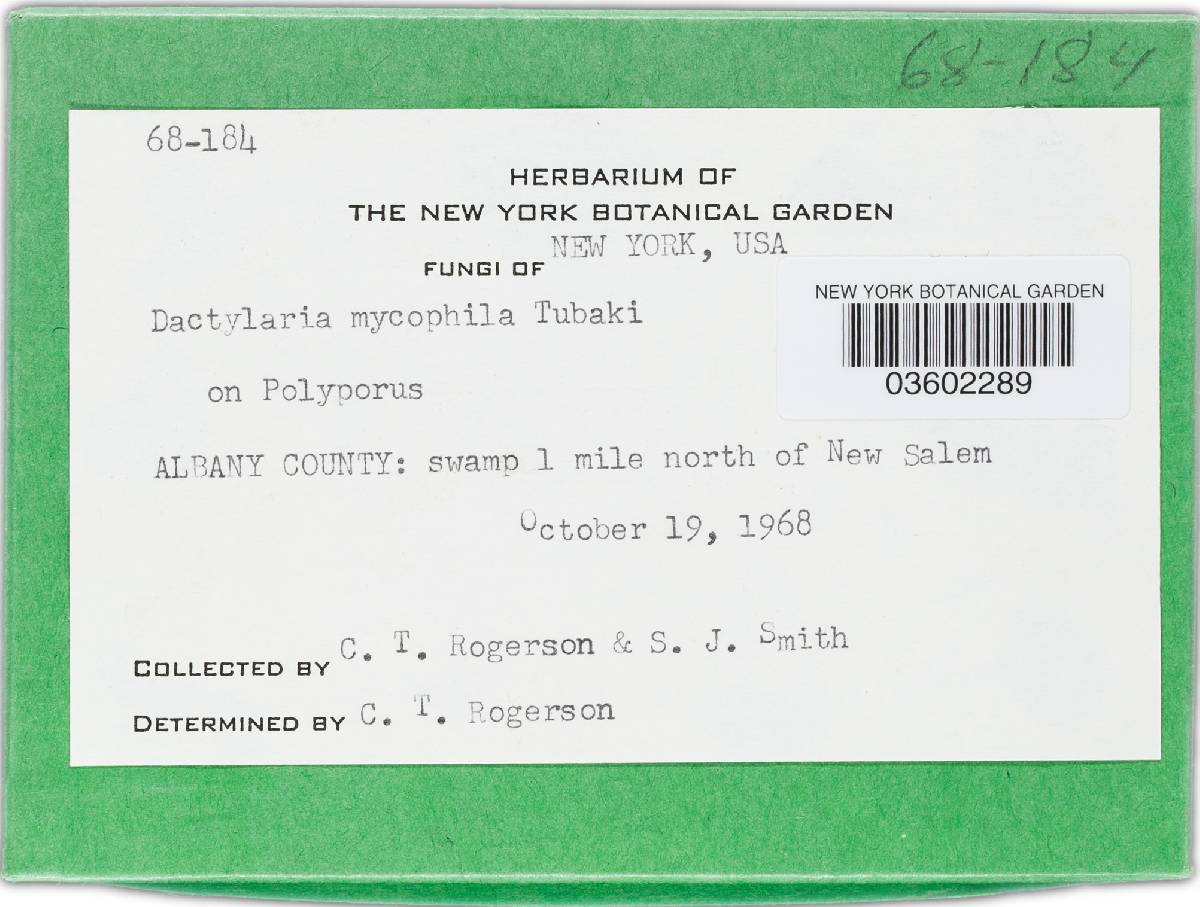 68-184
68-184
HERBARIUM OF
THE NEW YORK BOTANICAL GARDEN
FUNGI OF NEW YORK, USA
NEW YORK BOTANICAL GARDEN
03602289
Dactylaria mycophila Tubaki
on Polyporus
ALBANY COUNTY: swamp 1 mile north of New Salem
October 19, 1968
COLLECTED BY C. T. Rogerson & S. J. Smith
DETERMINED BY C. T. Rogerson